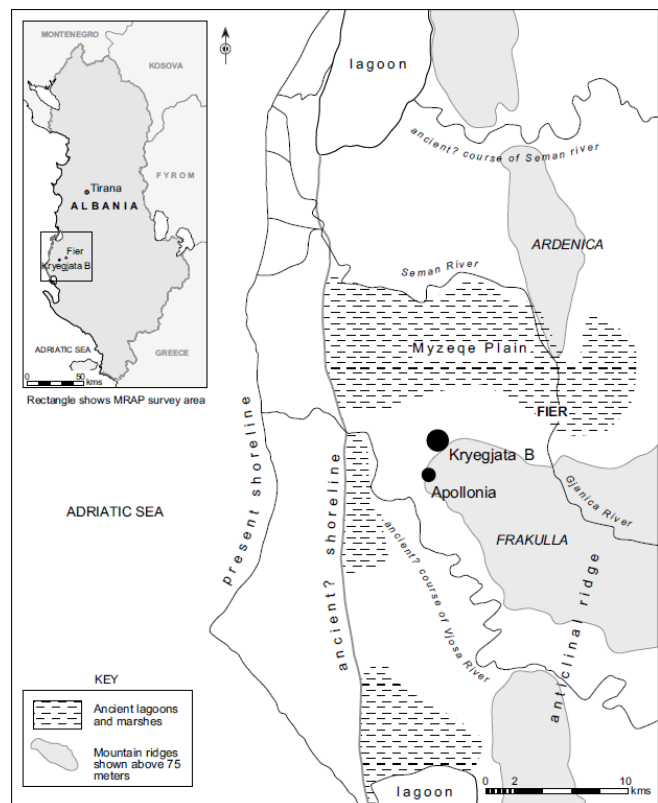 MONTENEGRO
KOSOVA
FYROM
Tirana
ALBANIA
Fier
Kryegjata B
ADRIATIC SEA
GREECE
0 50
kms
Rectangle shows MRAP survey area
lagoon
ancient? course of Seman river
ARDENICA
Seman River
Myzeqe Plain
FIER
Kryegjata B
Apollonia
Gjanica River
FRAKULLA
ADRIATIC SEA
present shoreline
ancient? shoreline
ancient? course of Vjosa River
anticlinal ridge
KEY
Ancient lagoons
and marshes
Mountain ridges
shown above 75
meters
lagoon
0 2 10
kms